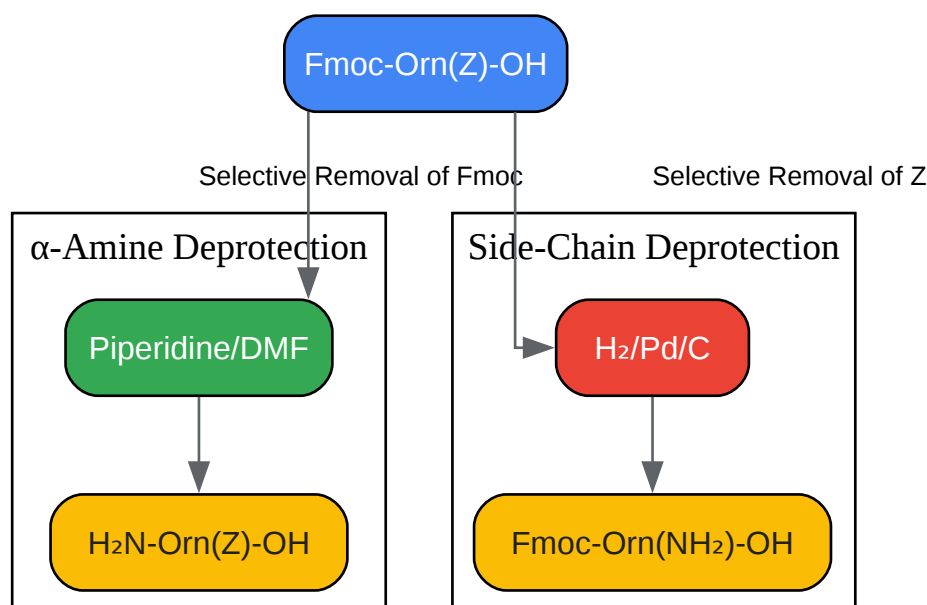 Fmoc-Orn(Z)-OH
Selective Removal of Fmoc
Selective Removal of Z
α-Amine Deprotection
Side-Chain Deprotection
Piperidine/DMF
H₂/Pd/C
H₂N-Orn(Z)-OH
Fmoc-Orn(NH₂)-OH